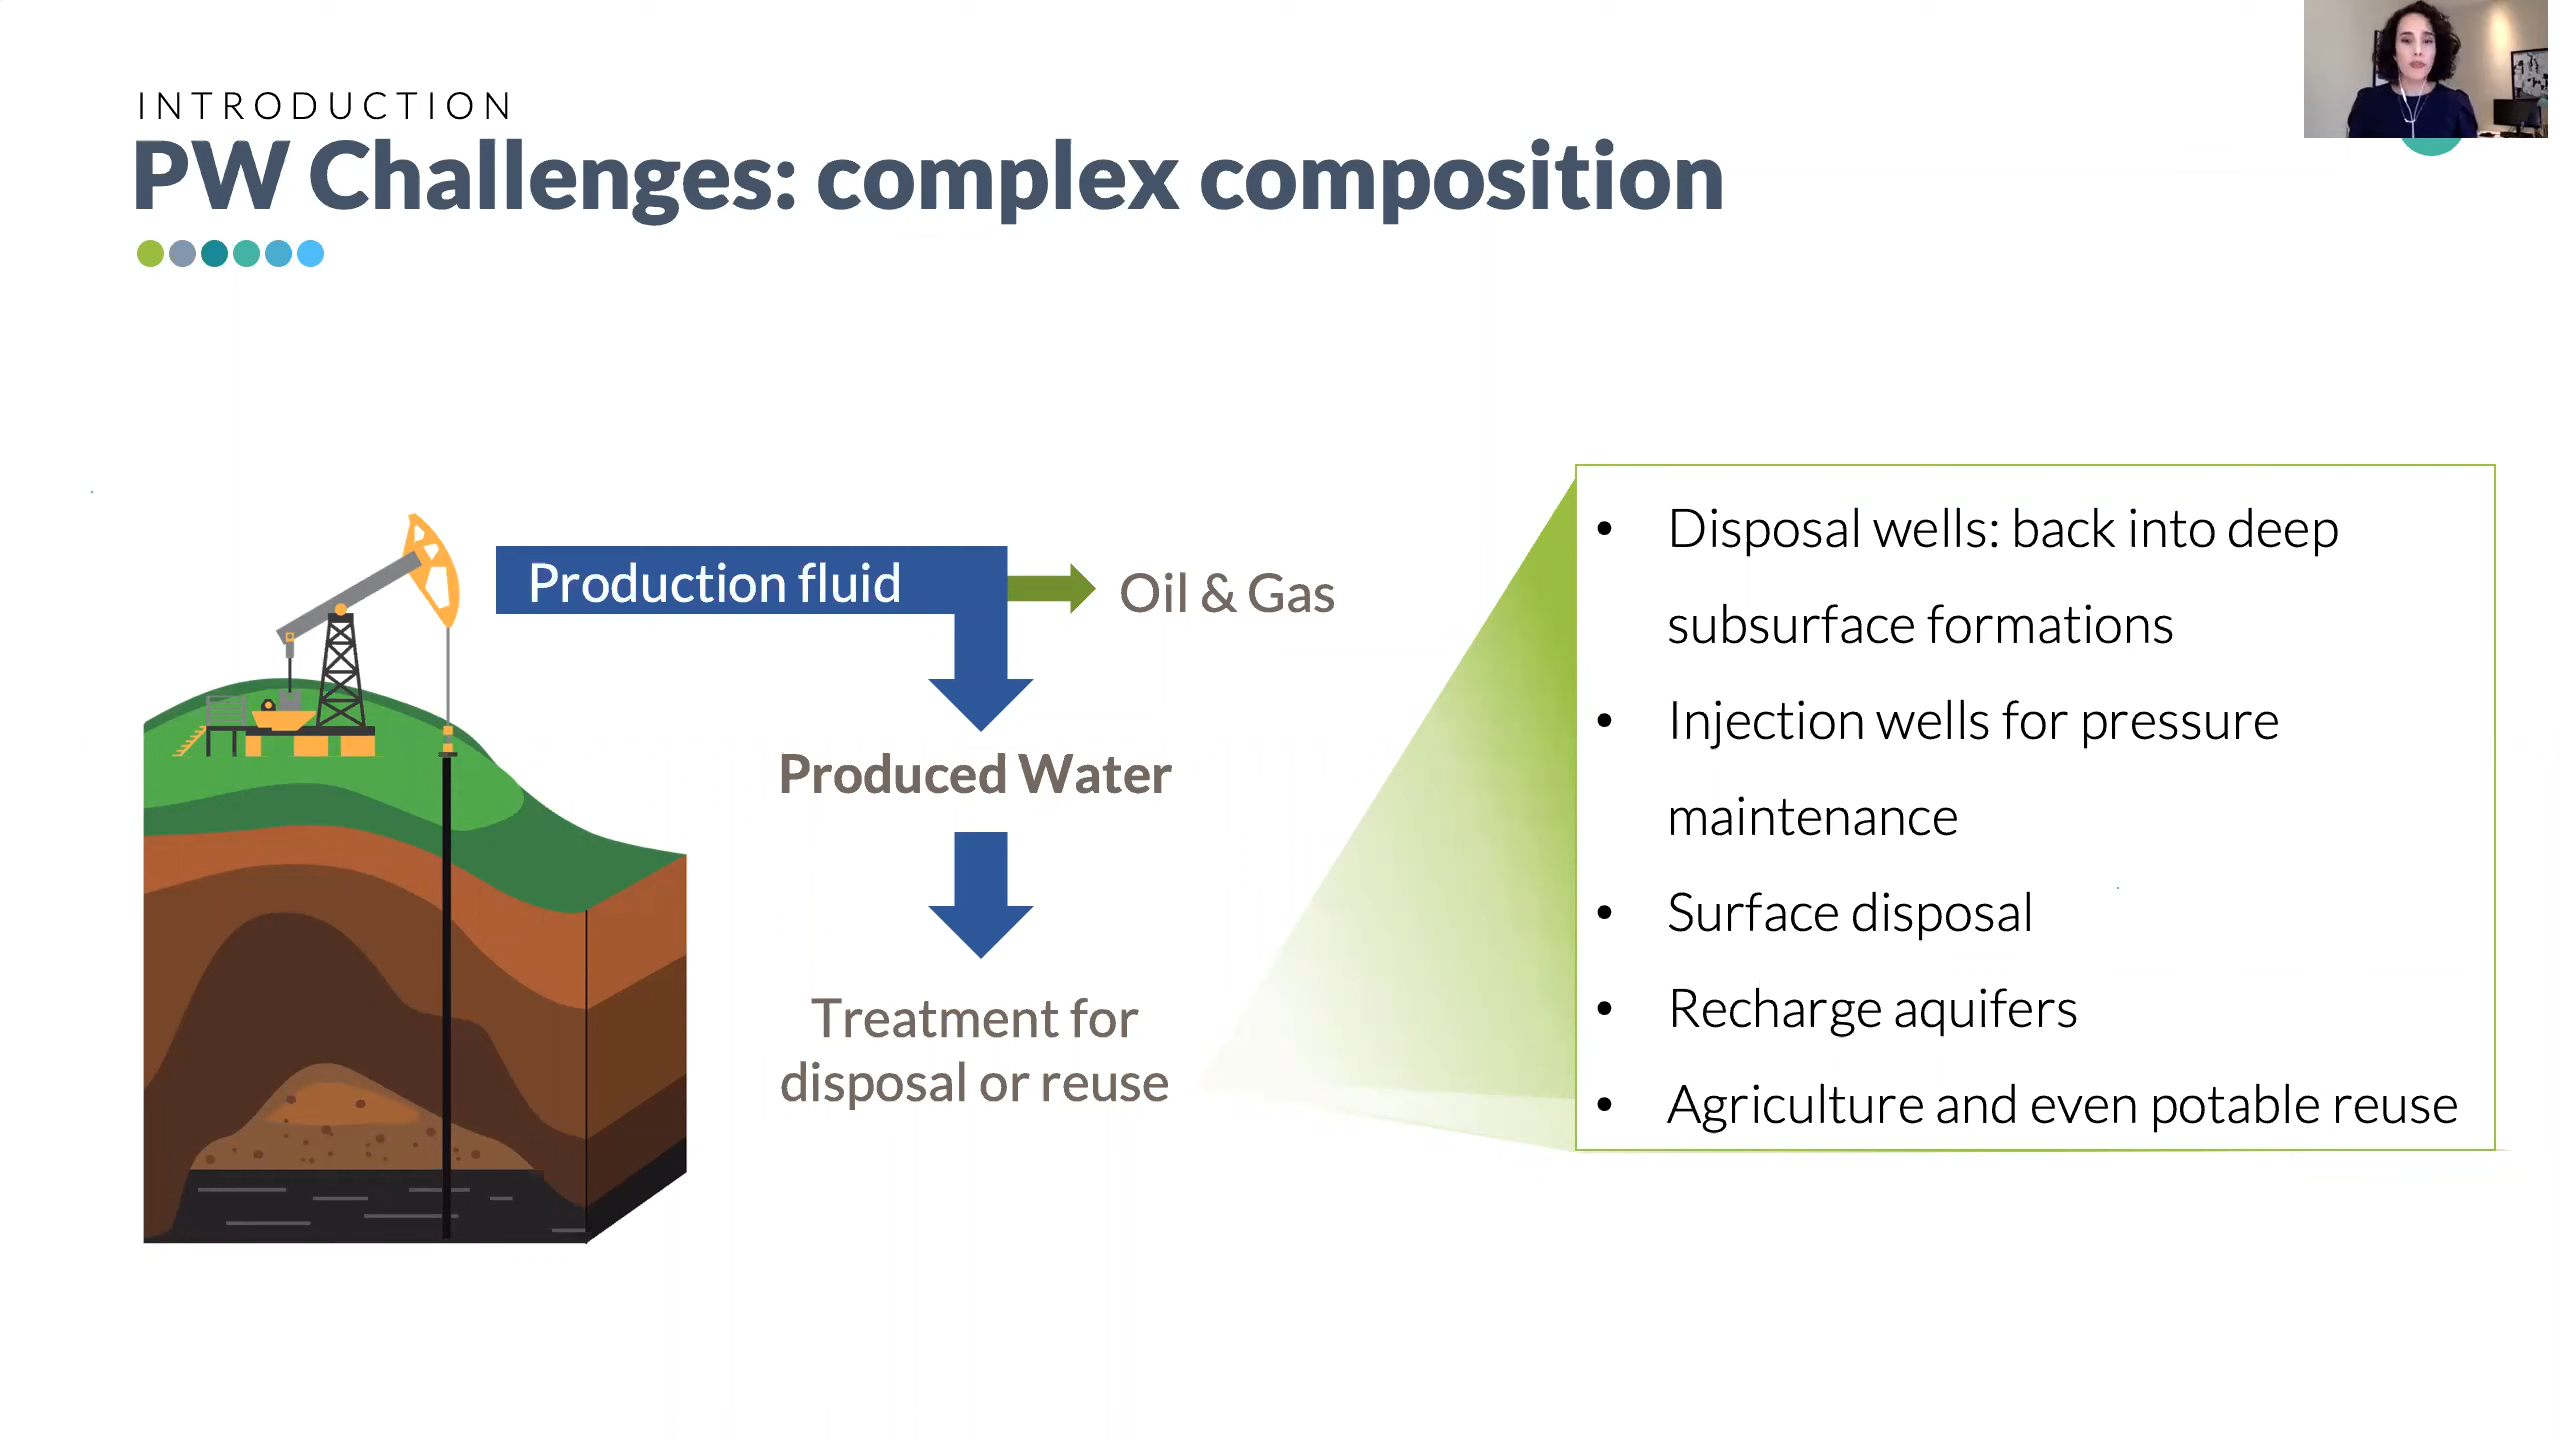 INTRODUCTION
PW Challenges: complex composition
Production fluid
Oil & Gas
Produced Water
Treatment for
disposal or reuse
• Disposal wells: back into deep
subsurface formations
• Injection wells for pressure
maintenance
• Surface disposal
• Recharge aquifers
• Agriculture and even potable reuse